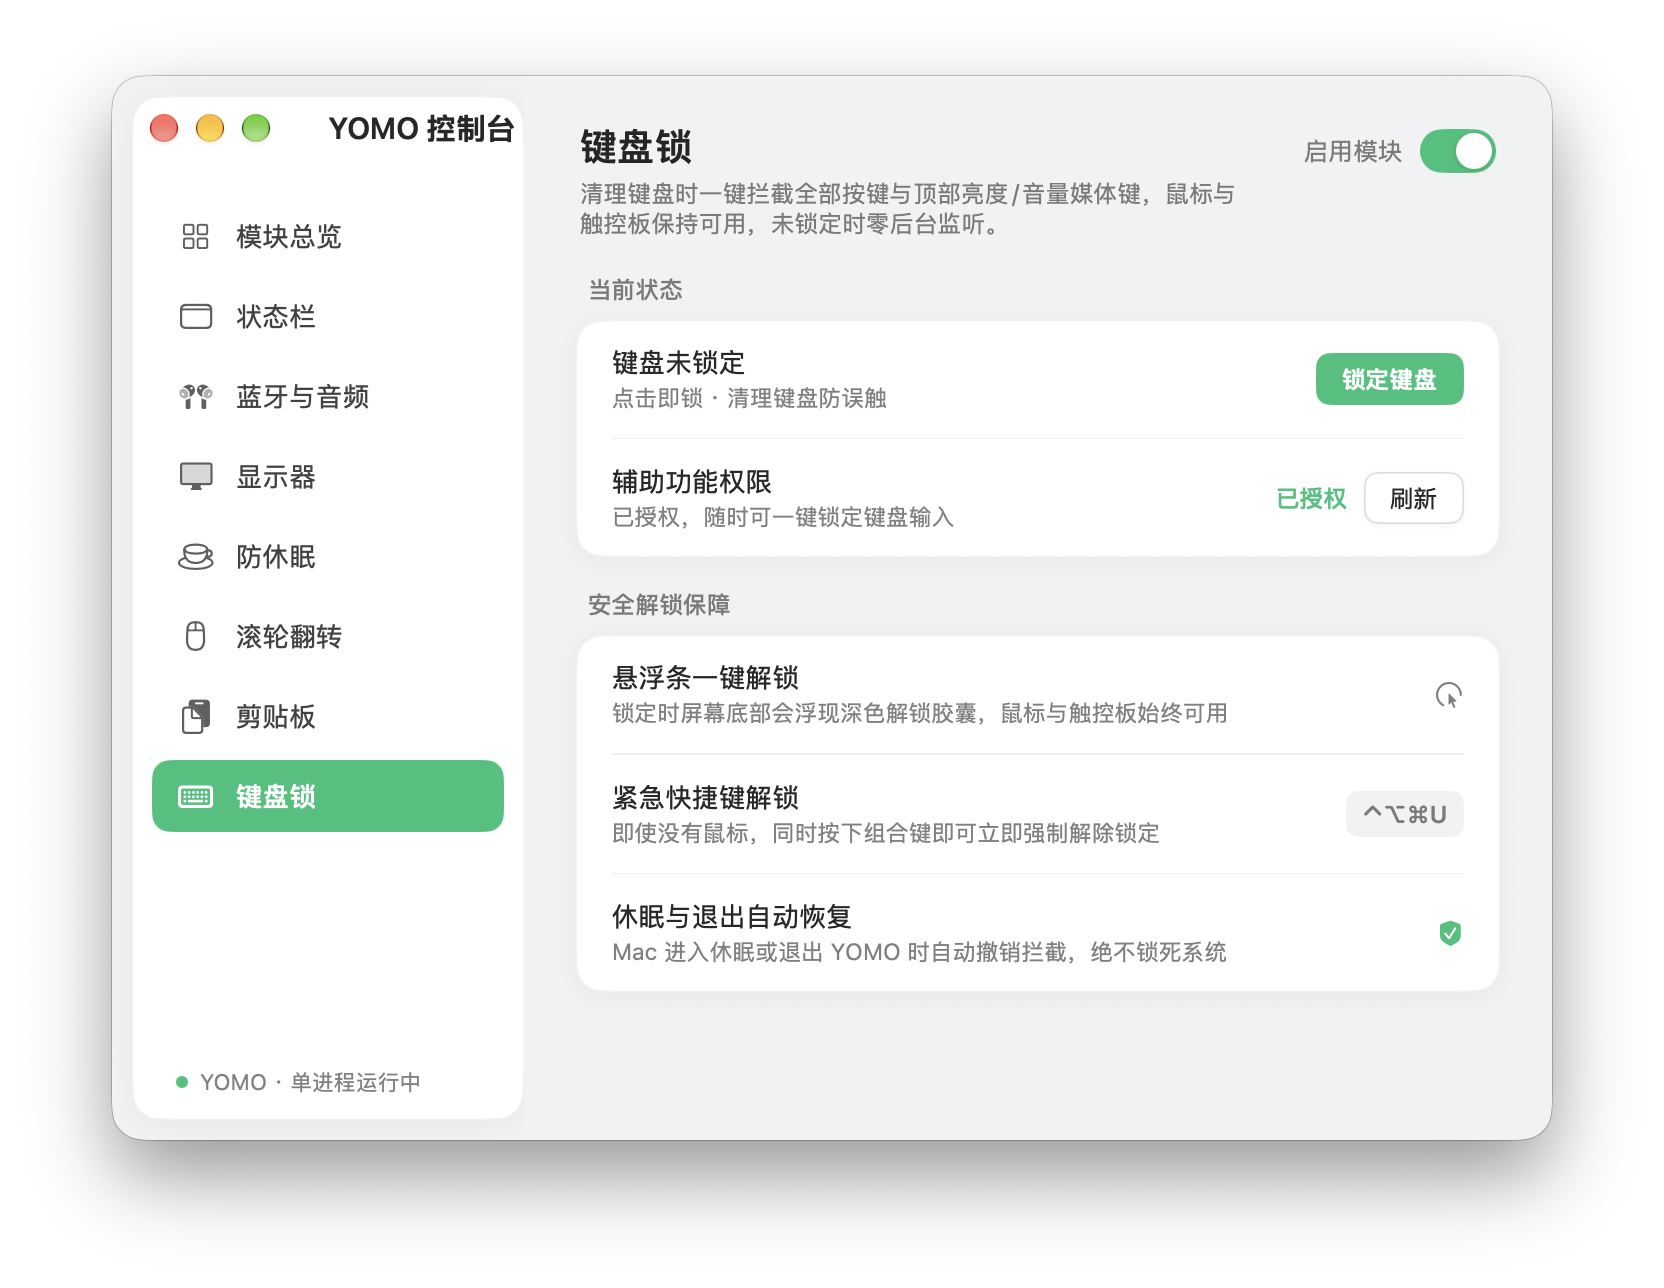 YOMO 控制台
模块总览
状态栏
蓝牙与音频
显示器
防休眠
滚轮翻转
剪贴板
键盘锁
YOMO · 单进程运行中
键盘锁
启用模块
清理键盘时一键拦截全部按键与顶部亮度/音量媒体键，鼠标与
触控板保持可用，未锁定时零后台监听。
当前状态
键盘未锁定
点击即锁 · 清理键盘防误触
锁定键盘
辅助功能权限
已授权，随时可一键锁定键盘输入
已授权
刷新
安全解锁保障
悬浮条一键解锁
锁定时屏幕底部会浮现深色解锁胶囊，鼠标与触控板始终可用
紧急快捷键解锁
即使没有鼠标，同时按下组合键即可立即强制解除锁定
^⌥⌘U
休眠与退出自动恢复
Mac 进入休眠或退出 YOMO 时自动撤销拦截，绝不锁死系统